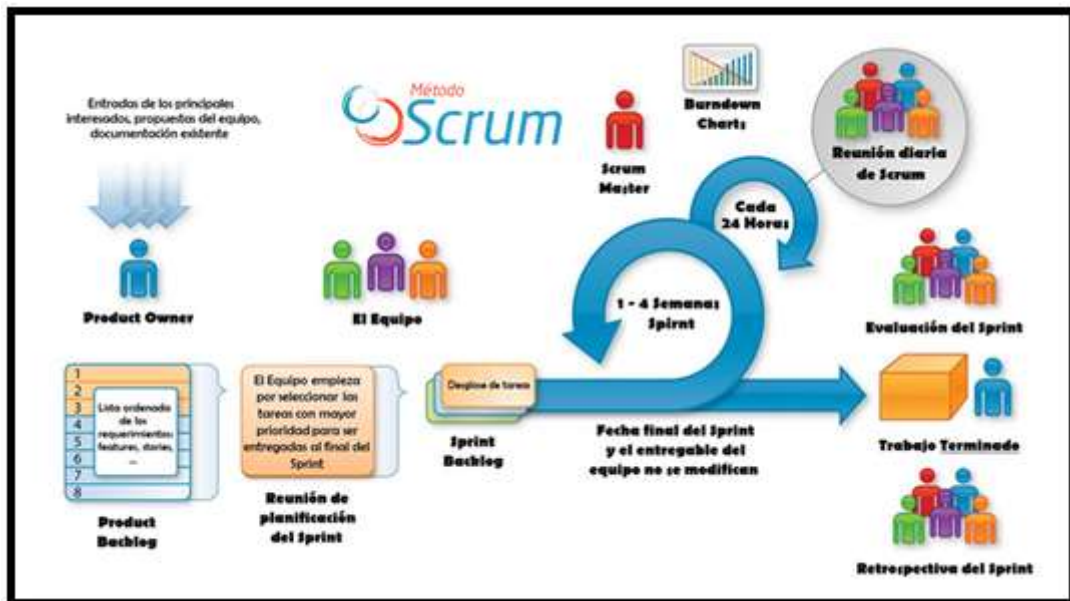 Entradas de los principales
interesados, propuestas del equipo,
documentación existente
Product Owner
Método
Scrum
El Equipo
Scrum
Master
Burndown
Charts
Reunión diaria
de Scrum
Cada
24 Horas
1 - 4 Semanas
Spirnt
Evaluación del Sprint
1
2
3
4
5
6
7
8
Lista ordenada
de los
requerimientos:
features, stories,
...
Product
Backlog
El Equipo empieza
por seleccionar las
tareas con mayor
prioridad para ser
entregadas al final del
Sprint
Reunión de
planificación
del Sprint
Desglose de tareas
Sprint
Backlog
Fecha final del Sprint
y el entregable del
equipo no se modifican
Trabajo Terminado
Retrospectiva del Sprint